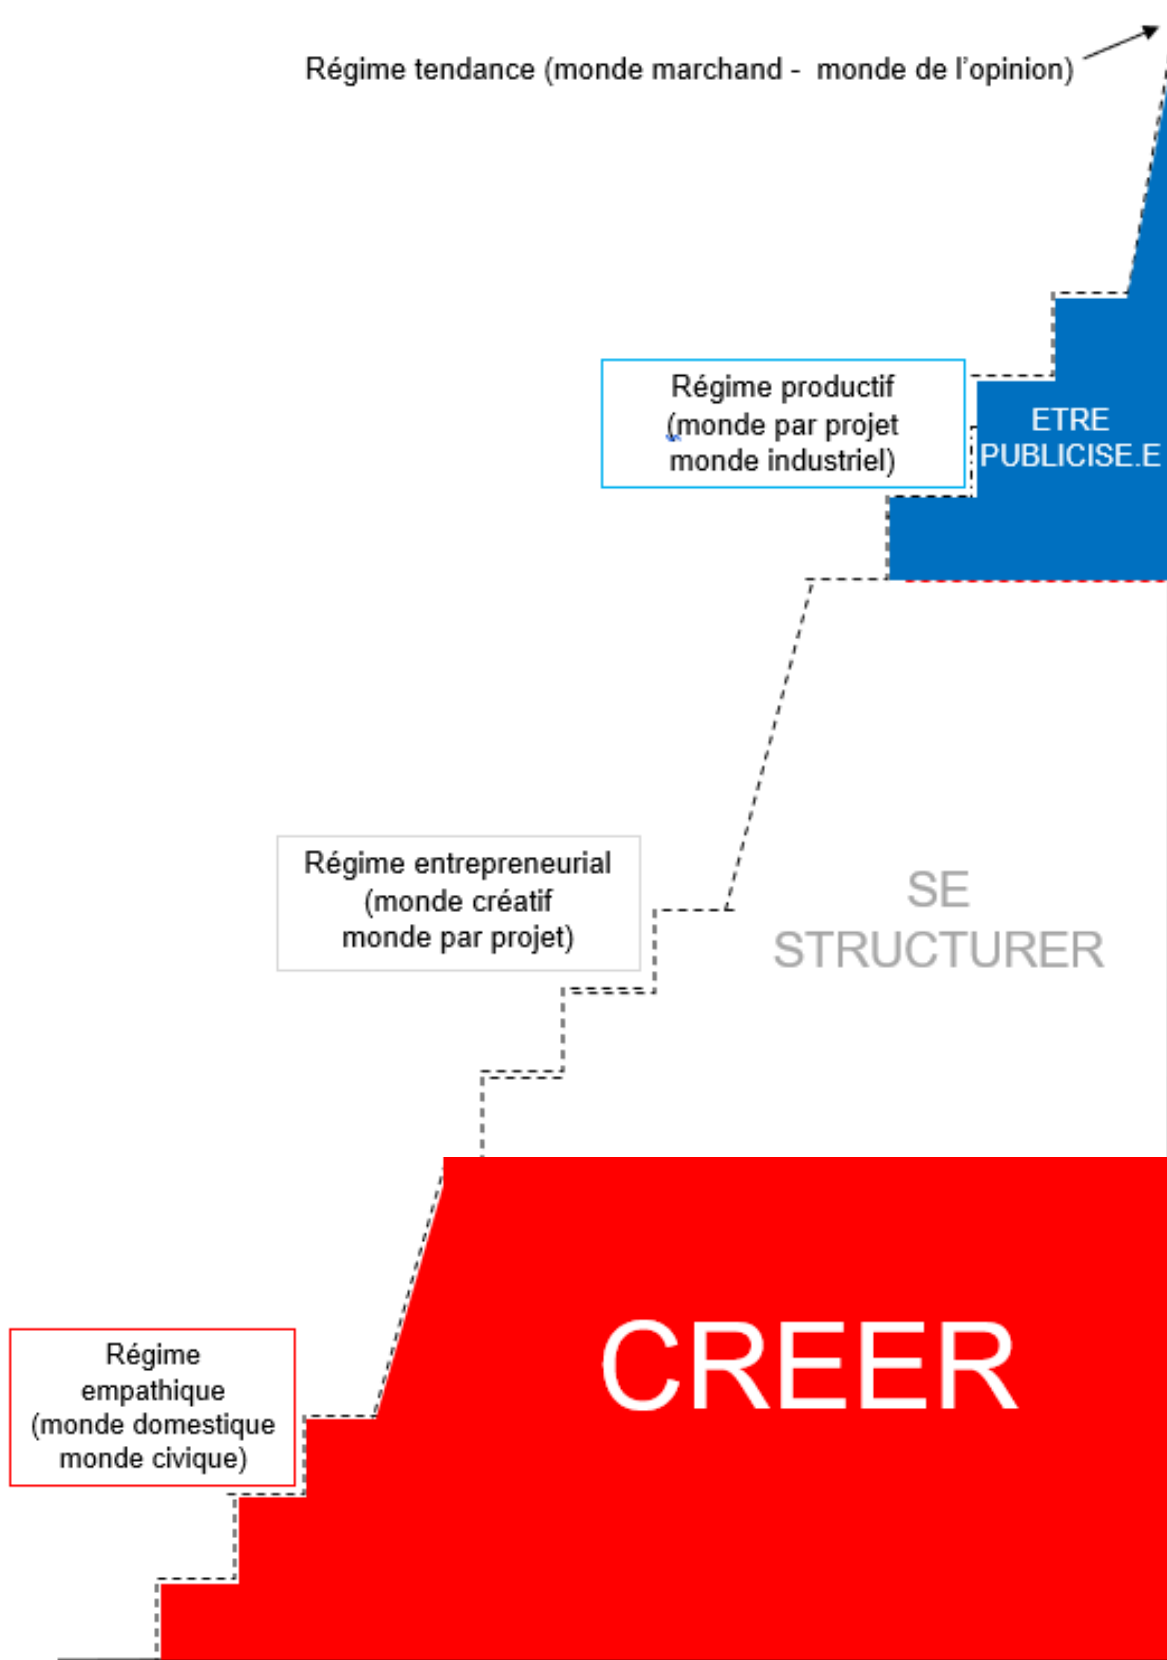 Régime tendance (monde marchand - monde de l'opinion)
Régime productif
(monde par projet
monde industriel)
ETRE
PUBLICISE.E
Régime entrepreneurial
(monde créatif
monde par projet)
SE
STRUCTURER
Régime
empathique
(monde domestique
monde civique)
CREER